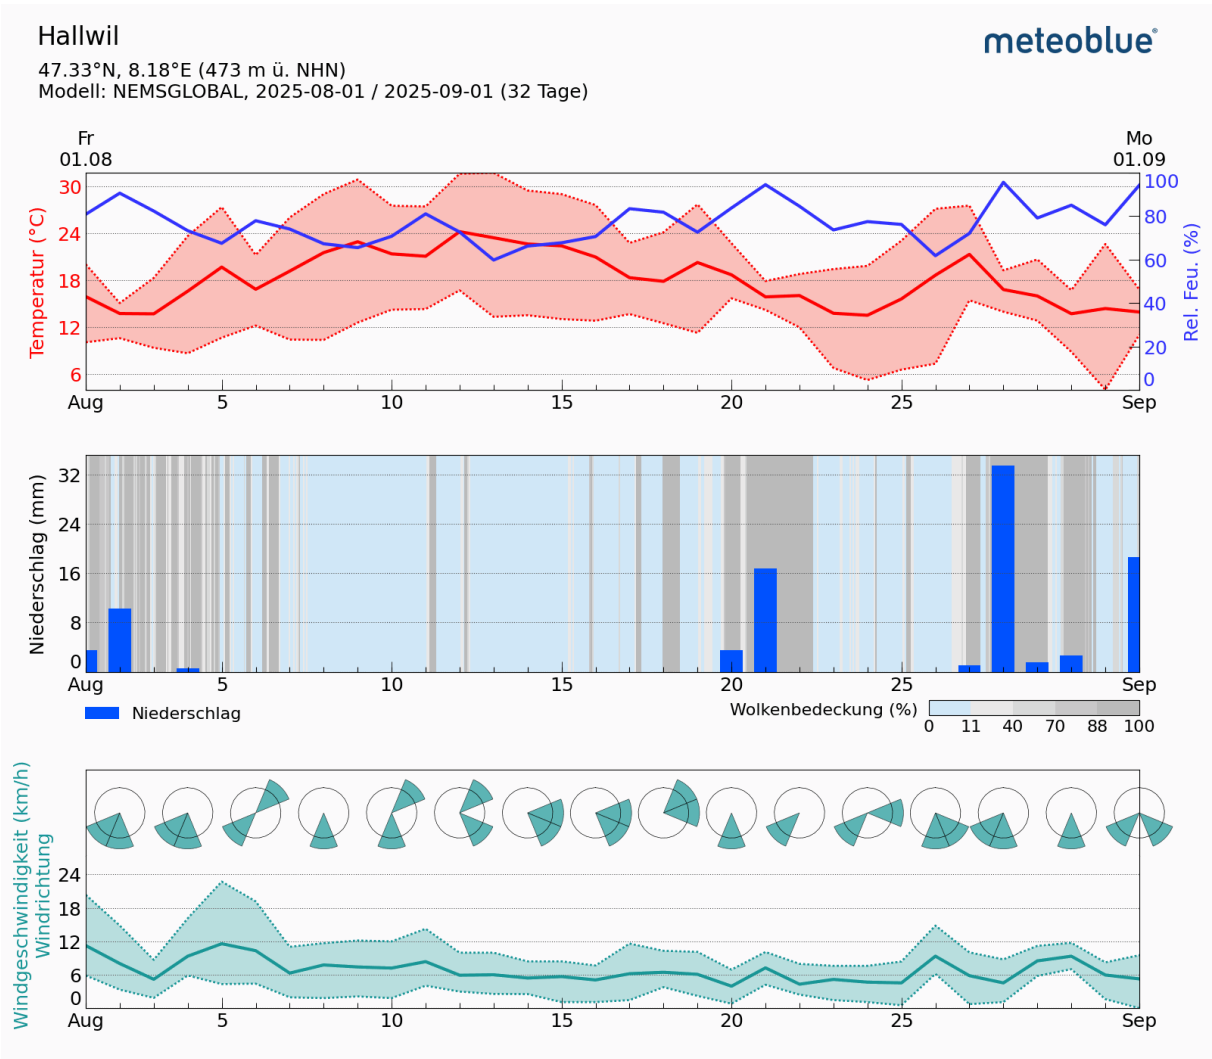 Hallwil
meteoblue®
47.33°N, 8.18°E (473 m ü. NHN)
Modell: NEMSGLOBAL, 2025-08-01 / 2025-09-01 (32 Tage)
Fr
01.08
Mo
01.09
Temperatur (°C)
30
24
18
12
6
Rel. Feu. (%)
100
80
60
40
20
0
Aug 5 10 15 20 25 Sep
Niederschlag (mm)
32
24
16
8
0
Aug 5 10 15 20 25 Sep
Niederschlag
Wolkenbedeckung (%)
0 11 40 70 88 100
Windgeschwindigkeit (km/h)
Windrichtung
24
18
12
6
0
Aug 5 10 15 20 25 Sep